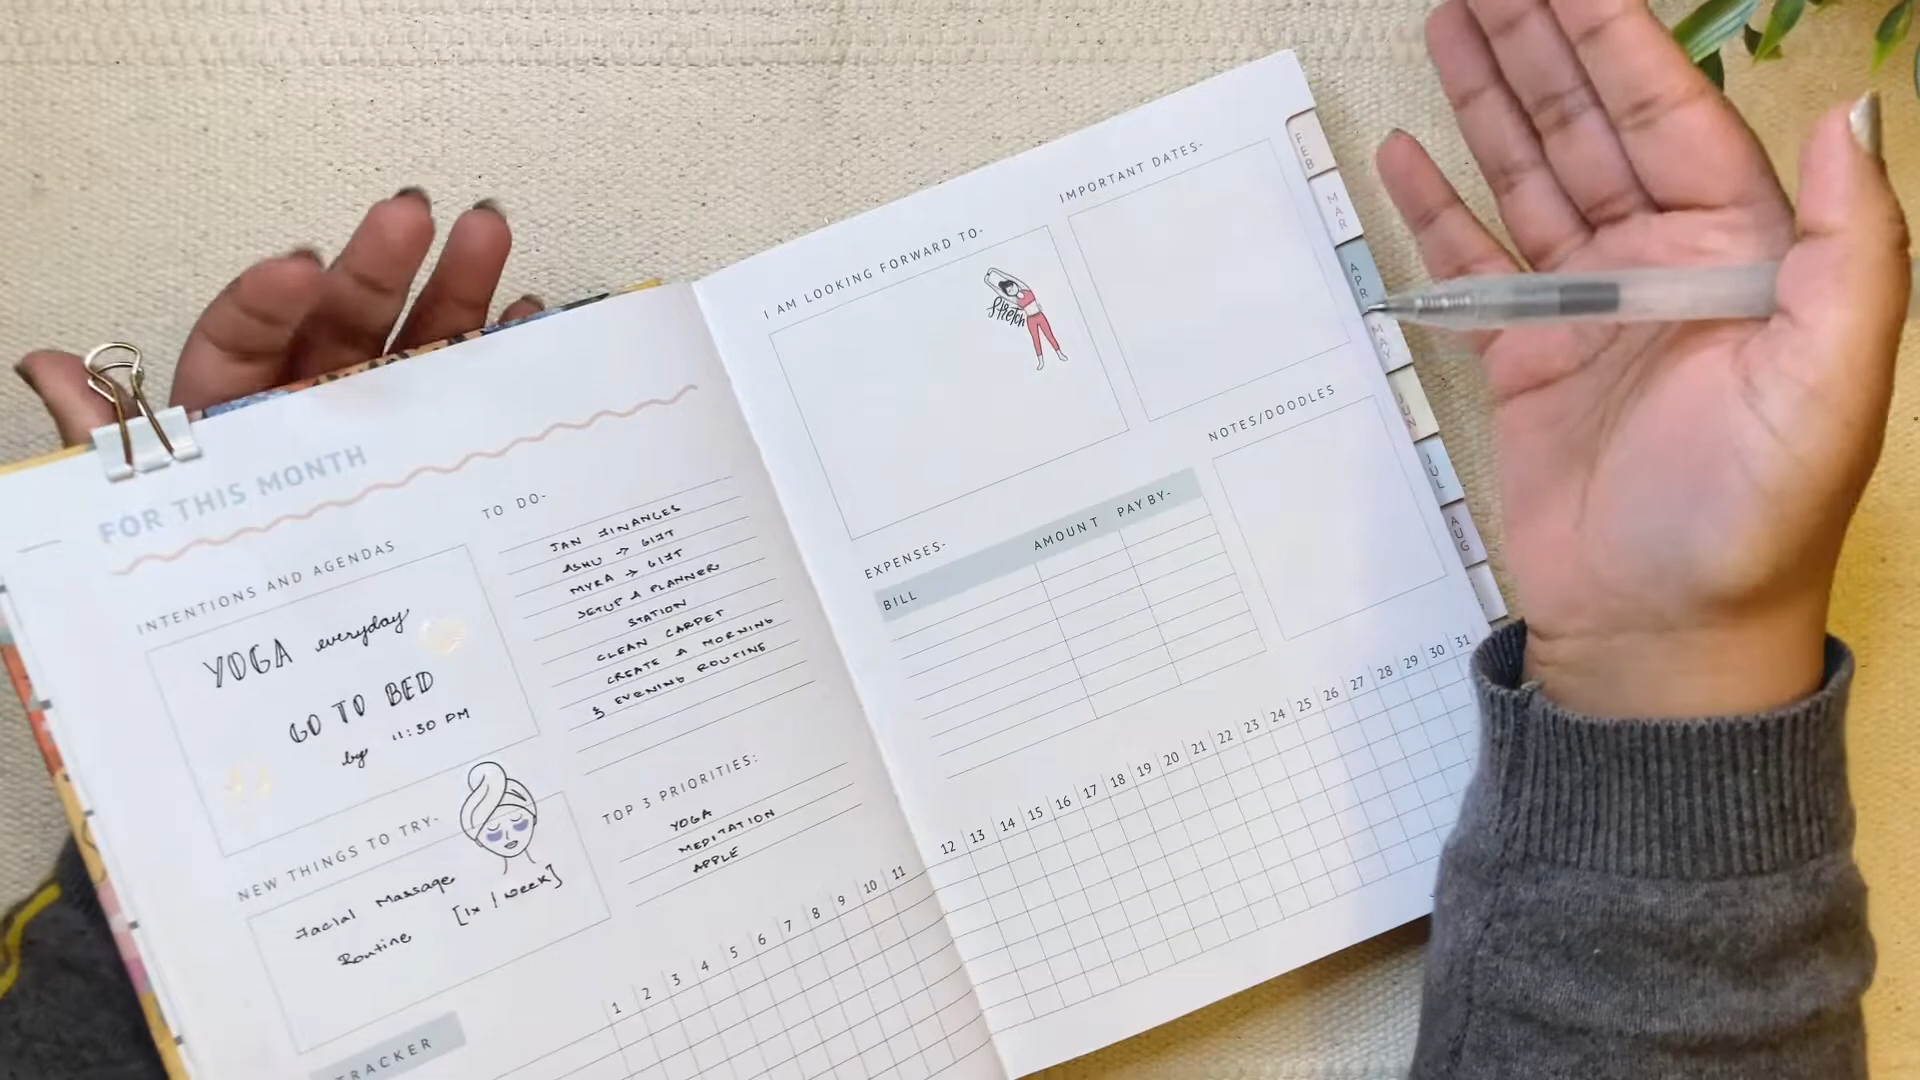 FOR THIS MONTH
INTENTIONS AND AGENDAS
YOGA everyday
GO TO BED
by 11:30 PM
NEW THINGS TO TRY-
Facial Massage
Routine [1x / week]
TO DO-
JAN FINANCES
ASHU → GIFT
MYRA → GIFT
SETUP A PLANNER
STATION
CLEAN CARPET
CREATE A MORNING
& EVENING ROUTINE
TOP 3 PRIORITIES:
YOGA
MEDITATION
APPLE
TRACKER
1 2 3 4 5 6 7 8 9 10 11
I AM LOOKING FORWARD TO-
Stretch
IMPORTANT DATES-
EXPENSES-
BILL AMOUNT PAY BY-
NOTES/DOODLES
12 13 14 15 16 17 18 19 20 21 22 23 24 25 26 27 28 29 30 31
FEB
MAR
APR
MAY
JUN
JUL
AUG